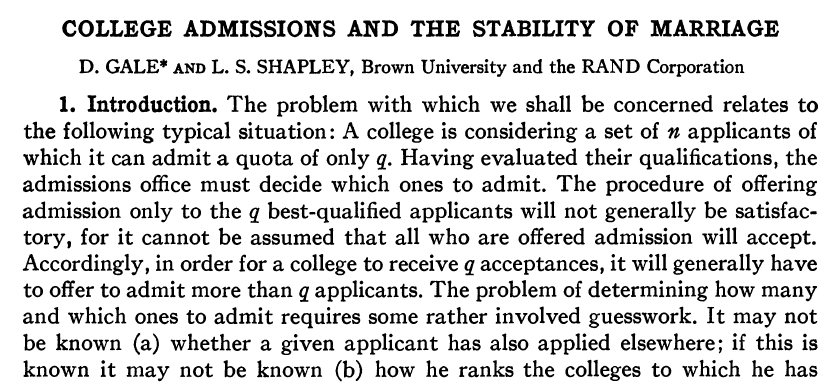 COLLEGE ADMISSIONS AND THE STABILITY OF MARRIAGE
D. GALE* AND L. S. SHAPLEY, Brown University and the RAND Corporation
1. Introduction. The problem with which we shall be concerned relates to
the following typical situation: A college is considering a set of n applicants of
which it can admit a quota of only q. Having evaluated their qualifications, the
admissions office must decide which ones to admit. The procedure of offering
admission only to the q best-qualified applicants will not generally be satisfac-
tory, for it cannot be assumed that all who are offered admission will accept.
Accordingly, in order for a college to receive q acceptances, it will generally have
to offer to admit more than q applicants. The problem of determining how many
and which ones to admit requires some rather involved guesswork. It may not
be known (a) whether a given applicant has also applied elsewhere; if this is
known it may not be known (b) how he ranks the colleges to which he has